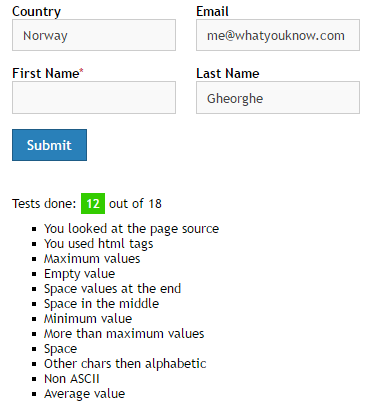 Country Email
Norway me@whatyouknow.com
First Name* Last Name
Gheorghe
Submit
Tests done: 12 out of 18
You looked at the page source
You used html tags
Maximum values
Empty value
Space values at the end
Space in the middle
Minimum value
More than maximum values
Space
Other chars then alphabetic
Non ASCII
Average value